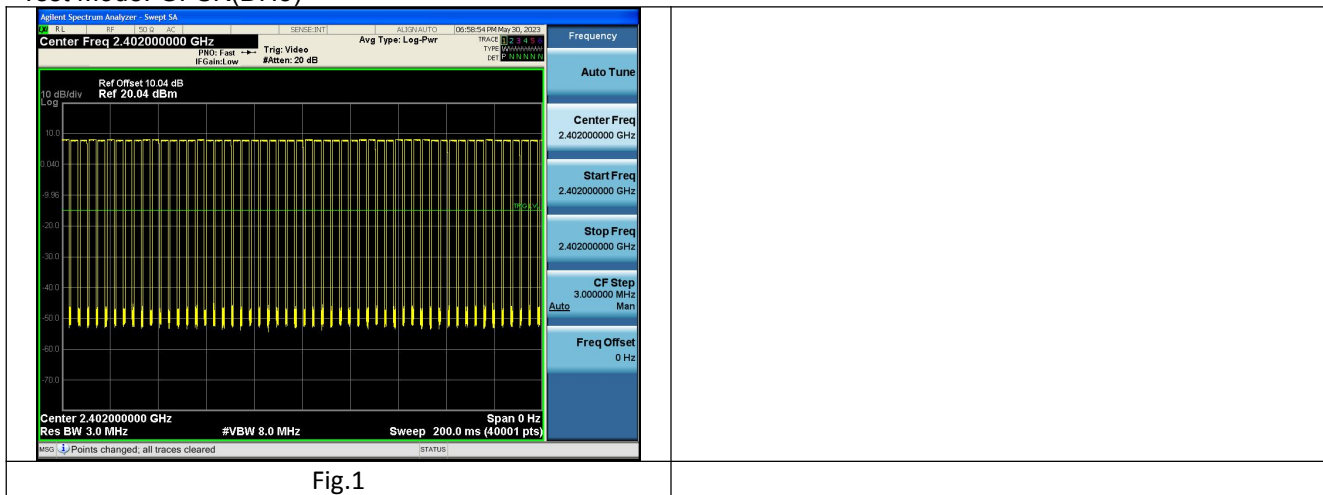 Test Mode: GFSK(DH5)
Agilent Spectrum Analyzer - Swept SA
RL RF 50 Ω AC SENSE:INT ALIGNAUTO 06:58:54 PM May 30, 2023
Center Freq 2.402000000 GHz
PNO: Fast
IFGain:Low
Trig: Video
#Atten: 20 dB
Avg Type: Log-Pwr
TRACE 1 2 3 4 5 6
TYPE
DET P N N N N N
Frequency
Ref Offset 10.04 dB
10 dB/div Ref 20.04 dBm
Log
10.0
0.040
-9.96
TRIG LVL
-20.0
-30.0
-40.0
-50.0
-60.0
-70.0
Center 2.402000000 GHz
Span 0 Hz
Res BW 3.0 MHz
#VBW 8.0 MHz
Sweep 200.0 ms (40001 pts)
Auto Tune
Center Freq
2.402000000 GHz
Start Freq
2.402000000 GHz
Stop Freq
2.402000000 GHz
CF Step
3.000000 MHz
Auto Man
Freq Offset
0 Hz
MSG Points changed; all traces cleared
STATUS
Fig.1